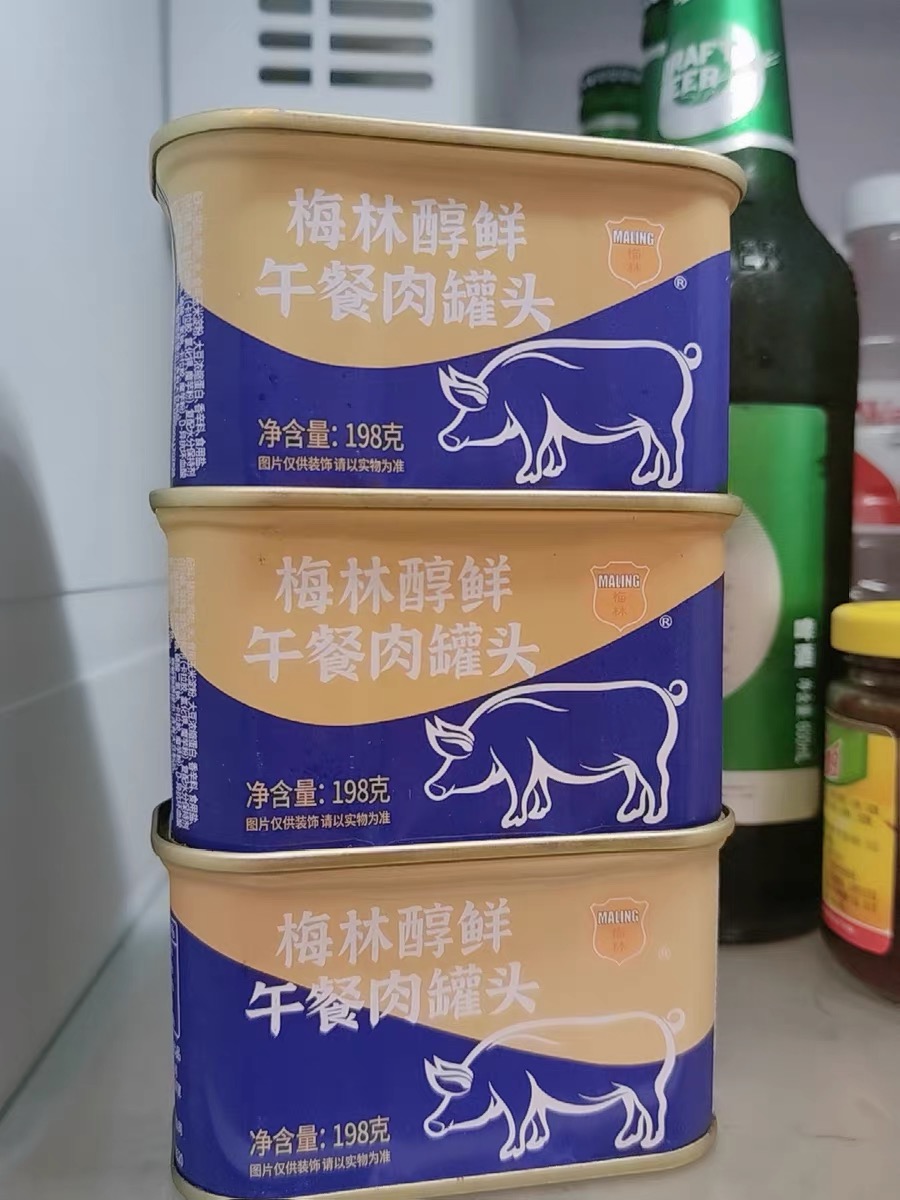 CRAFT
BEER
梅林醇鲜
午餐肉罐头
MALING
梅
林
®
净含量: 198克
图片仅供装饰 请以实物为准
梅林醇鲜
午餐肉罐头
MALING
梅
林
®
净含量: 198克
图片仅供装饰 请以实物为准
梅林醇鲜
午餐肉罐头
MALING
梅
林
®
净含量: 198克
图片仅供装饰 请以实物为准
啤酒